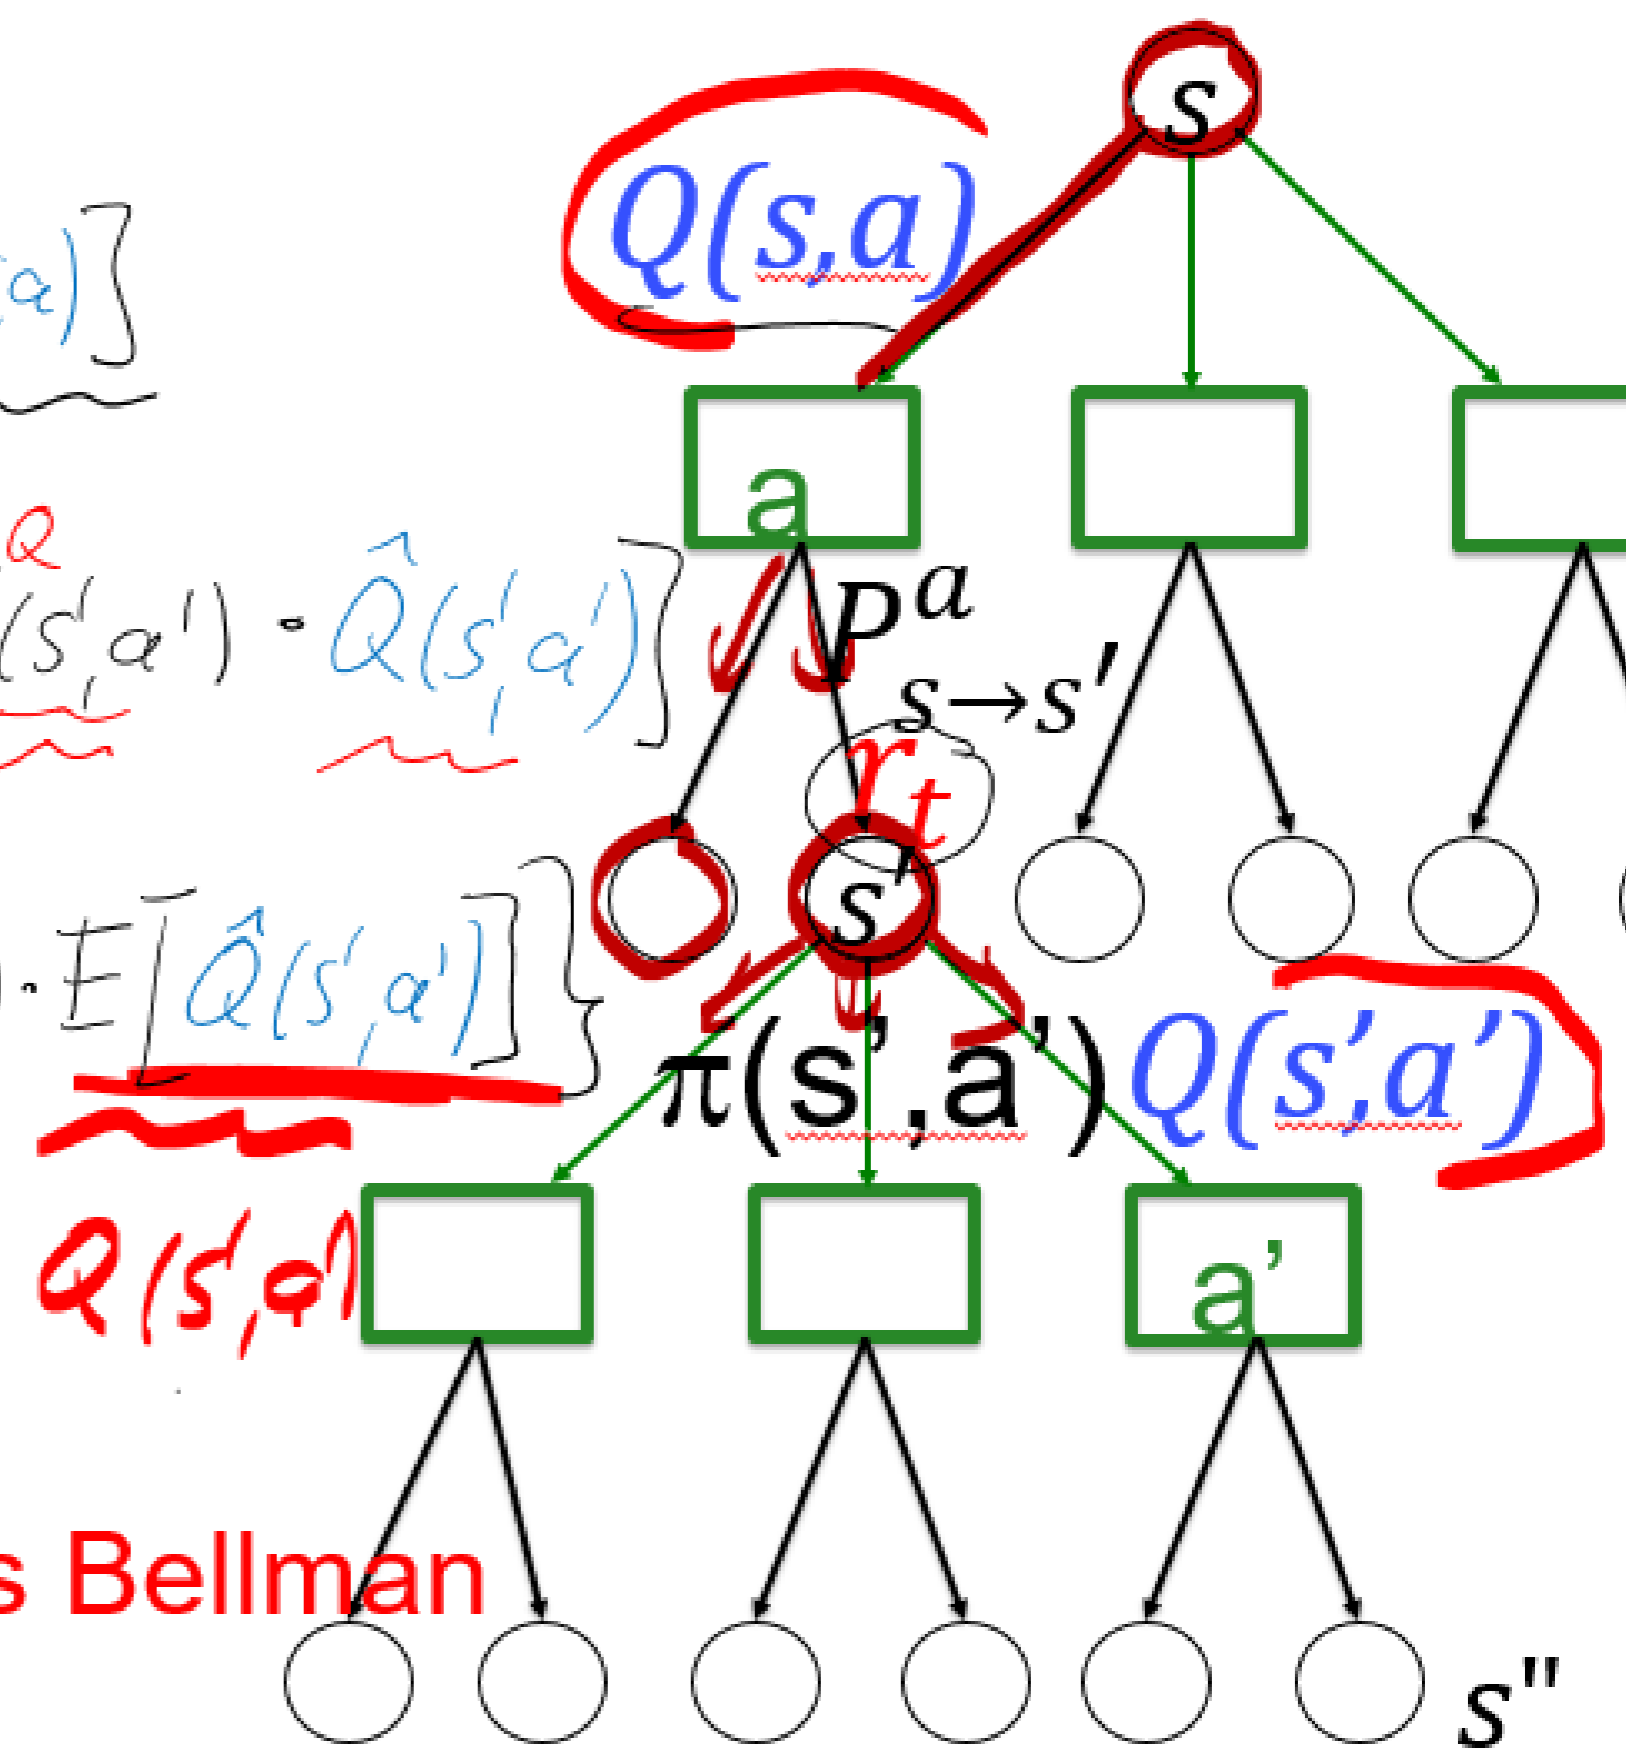 s
Q(s,a)
a)]
a
Q
(s',a') · Q̂(s',a')]
P^a_{s→s'}
r_t
s'
· E[Q̂(s',a')]}
π(s',a') Q(s',a')
Q(s',a')
a'
s Bellman
s"